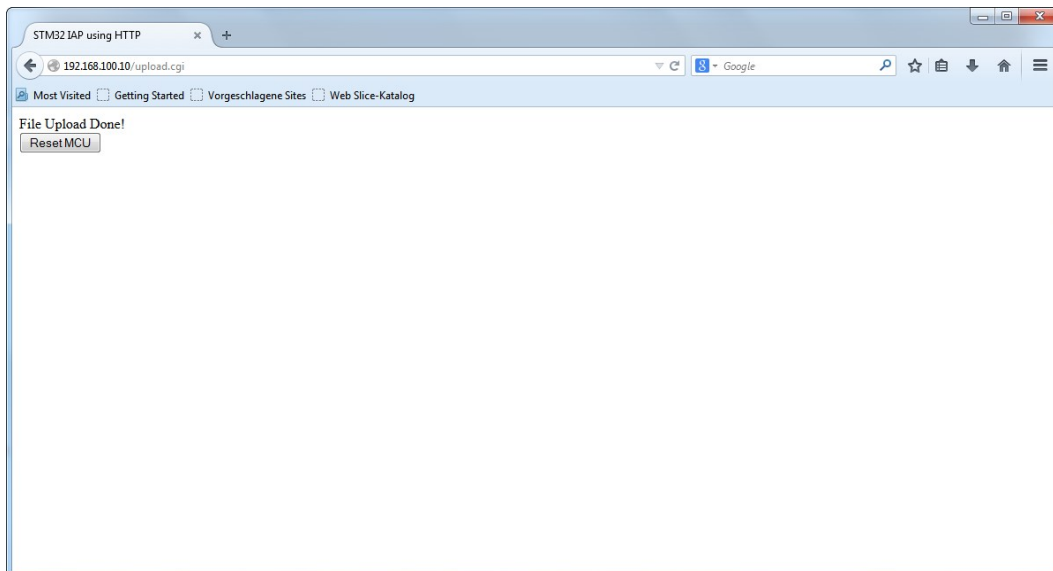 STM32 IAP using HTTP
192.168.100.10/upload.cgi
8 Google
Most Visited Getting Started Vorgeschlagene Sites Web Slice-Katalog
File Upload Done!
Reset MCU